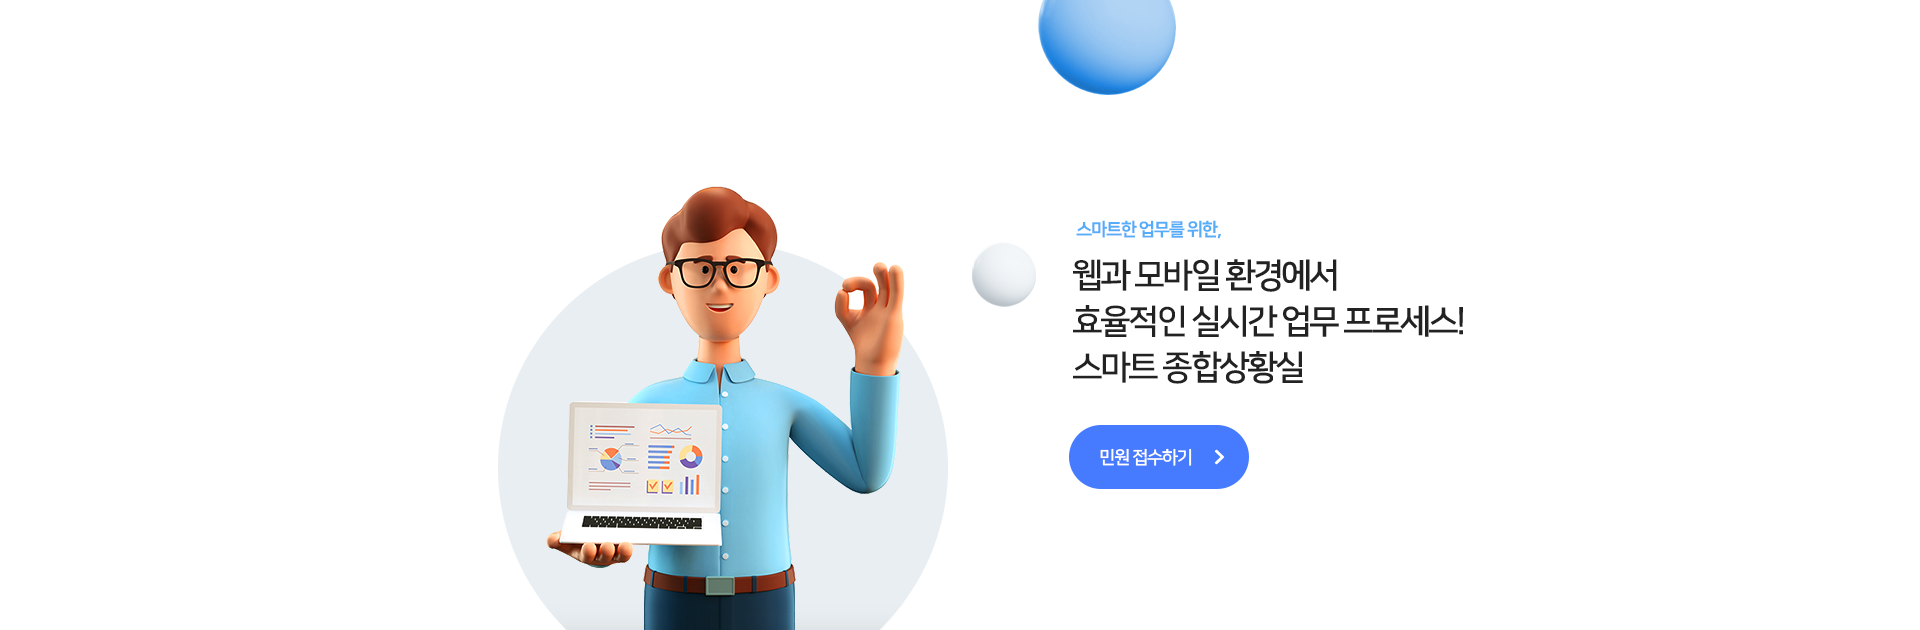 스마트한 업무를 위한,
웹과 모바일 환경에서
효율적인 실시간 업무 프로세스!
스마트 종합상황실
민원 접수하기